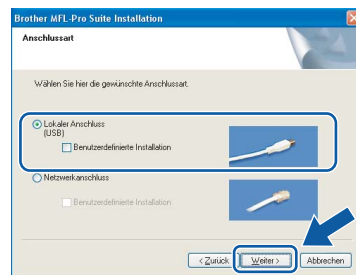 Brother MFL-Pro Suite Installation
Anschlussart
Wählen Sie hier die gewünschte Anschlussart.
Lokaler Anschluss
(USB)
Benutzerdefinierte Installation
Netzwerkanschluss
Benutzerdefinierte Installation
< Zurück Weiter > Abbrechen